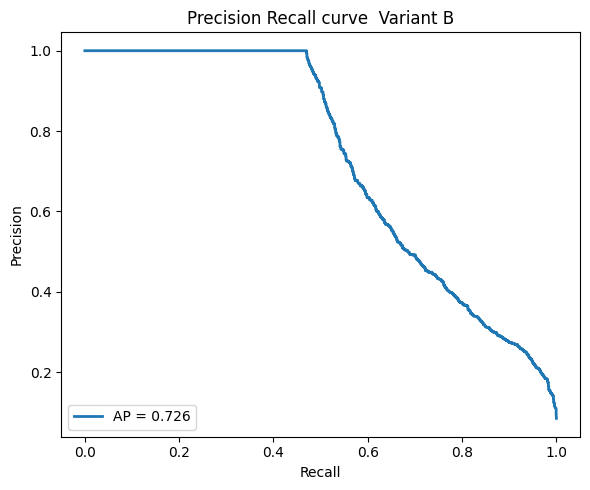 Precision Recall curve  Variant B
1.0
0.8
0.6
0.4
0.2
Precision
AP = 0.726
0.0 0.2 0.4 0.6 0.8 1.0
Recall